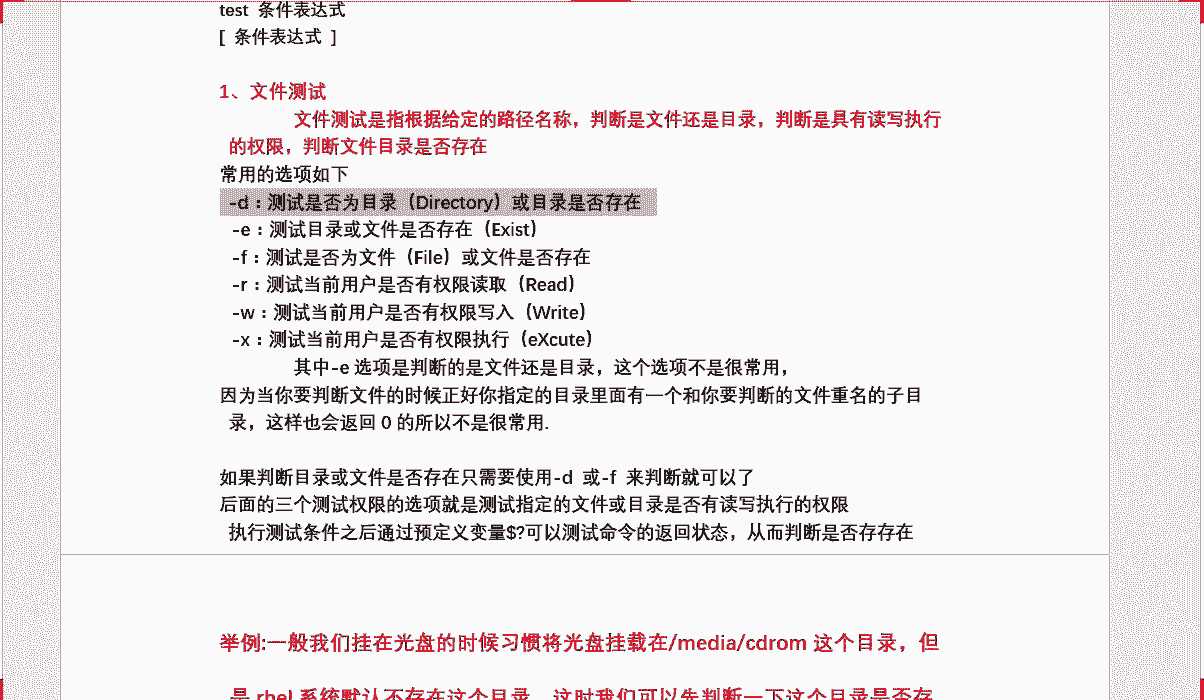 test 条件表达式
[ 条件表达式 ]
1、文件测试
文件测试是指根据给定的路径名称，判断是文件还是目录，判断是具有读写执行
的权限，判断文件目录是否存在
常用的选项如下
-d：测试是否为目录（Directory）或目录是否存在
-e：测试目录或文件是否存在（Exist）
-f：测试是否为文件（File）或文件是否存在
-r：测试当前用户是否有权限读取（Read）
-w：测试当前用户是否有权限写入（Write）
-x：测试当前用户是否有权限执行（eXcute）
其中-e 选项是判断的是文件还是目录，这个选项不是很常用，
因为当你要判断文件的时候正好你指定的目录里面有一个和你要判断的文件重名的子目
录，这样也会返回 0 的所以不是很常用.
如果判断目录或文件是否存在只需要使用-d 或-f 来判断就可以了
后面的三个测试权限的选项就是测试指定的文件或目录是否有读写执行的权限
执行测试条件之后通过预定义变量$?可以测试命令的返回状态，从而判断是否存存在
举例:一般我们挂在光盘的时候习惯将光盘挂载在/media/cdrom 这个目录，但
是 rhel 系统默认不存在这个目录，这时我们可以先判断一下这个目录是否存